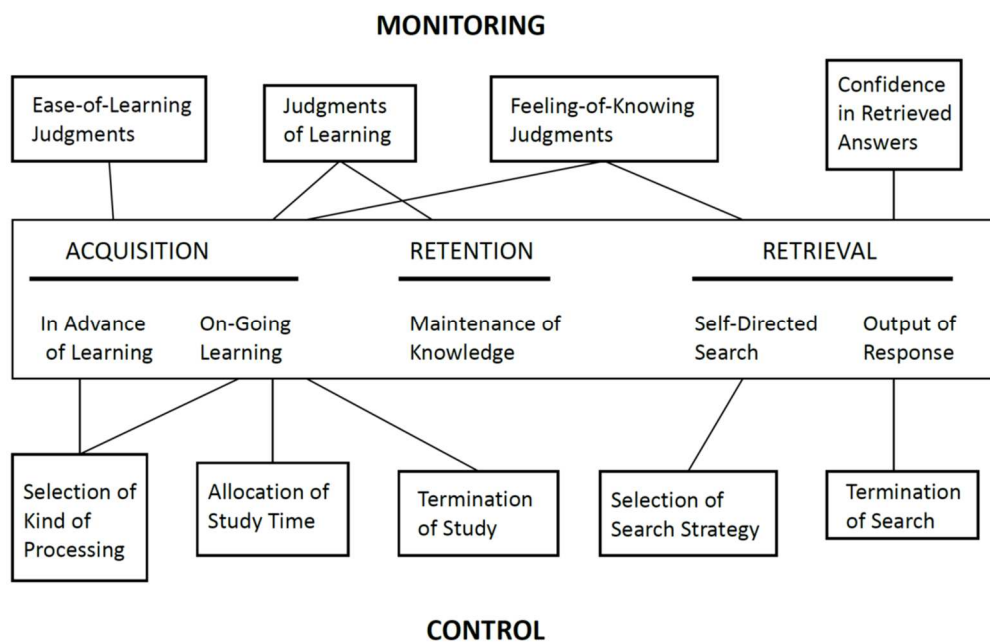 MONITORING
Ease-of-Learning
Judgments
Judgments
of Learning
Feeling-of-Knowing
Judgments
Confidence
in Retrieved
Answers
ACQUISITION
RETENTION
RETRIEVAL
In Advance
of Learning
On-Going
Learning
Maintenance of
Knowledge
Self-Directed
Search
Output of
Response
Selection of
Kind of
Processing
Allocation of
Study Time
Termination
of Study
Selection of
Search Strategy
Termination
of Search
CONTROL